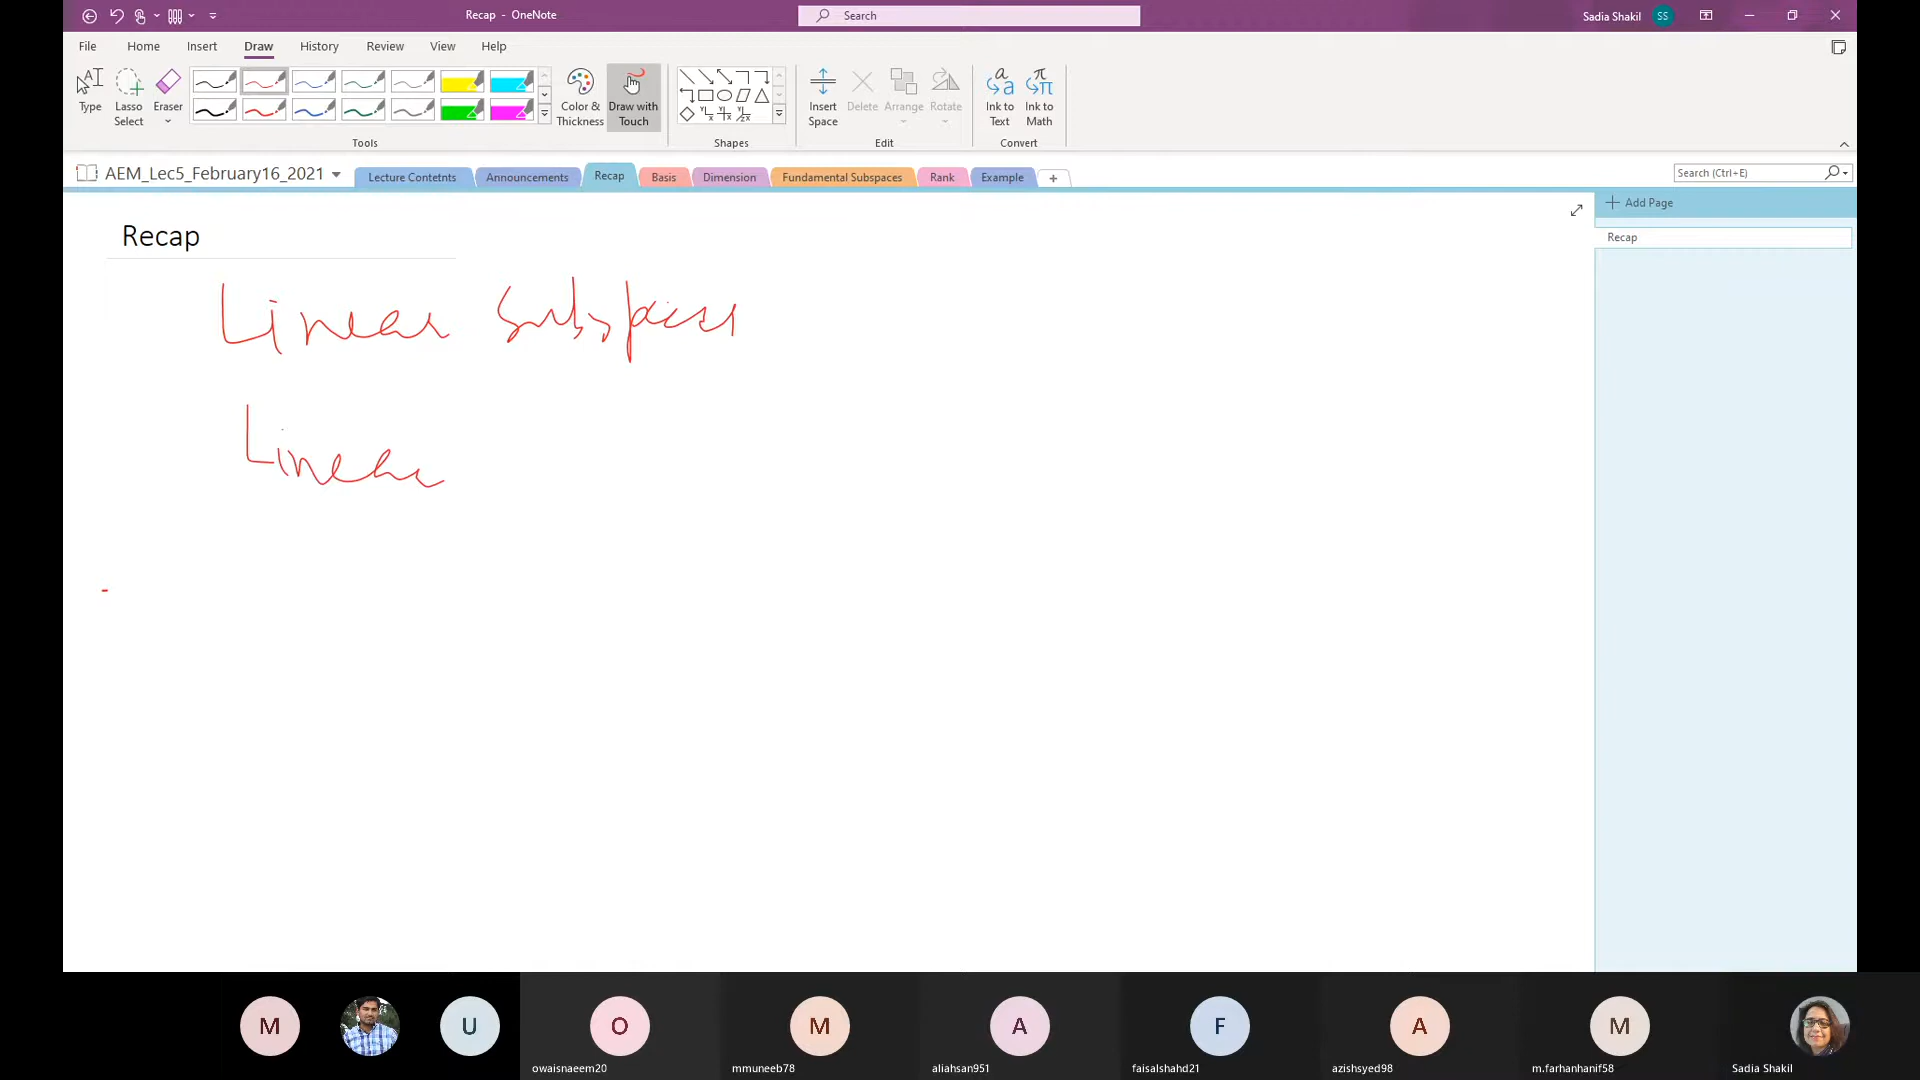 Recap - OneNote
Search
Sadia Shakil SS
File Home Insert Draw History Review View Help
Type
Lasso Select
Eraser
Color & Thickness
Draw with Touch
Insert Space
Delete
Arrange
Rotate
Ink to Text
Ink to Math
Tools Shapes Edit Convert
AEM_Lec5_February16_2021
Lecture Contetnts Announcements Recap Basis Dimension Fundamental Subspaces Rank Example +
Search (Ctrl+E)
Add Page
Recap
Recap
Linear Subspaces
Linear
M U O M A F A M
owaisnaeem20 mmuneeb78 aliahsan951 faisalshahd21 azishsyed98 m.farhanhanif58 Sadia Shakil